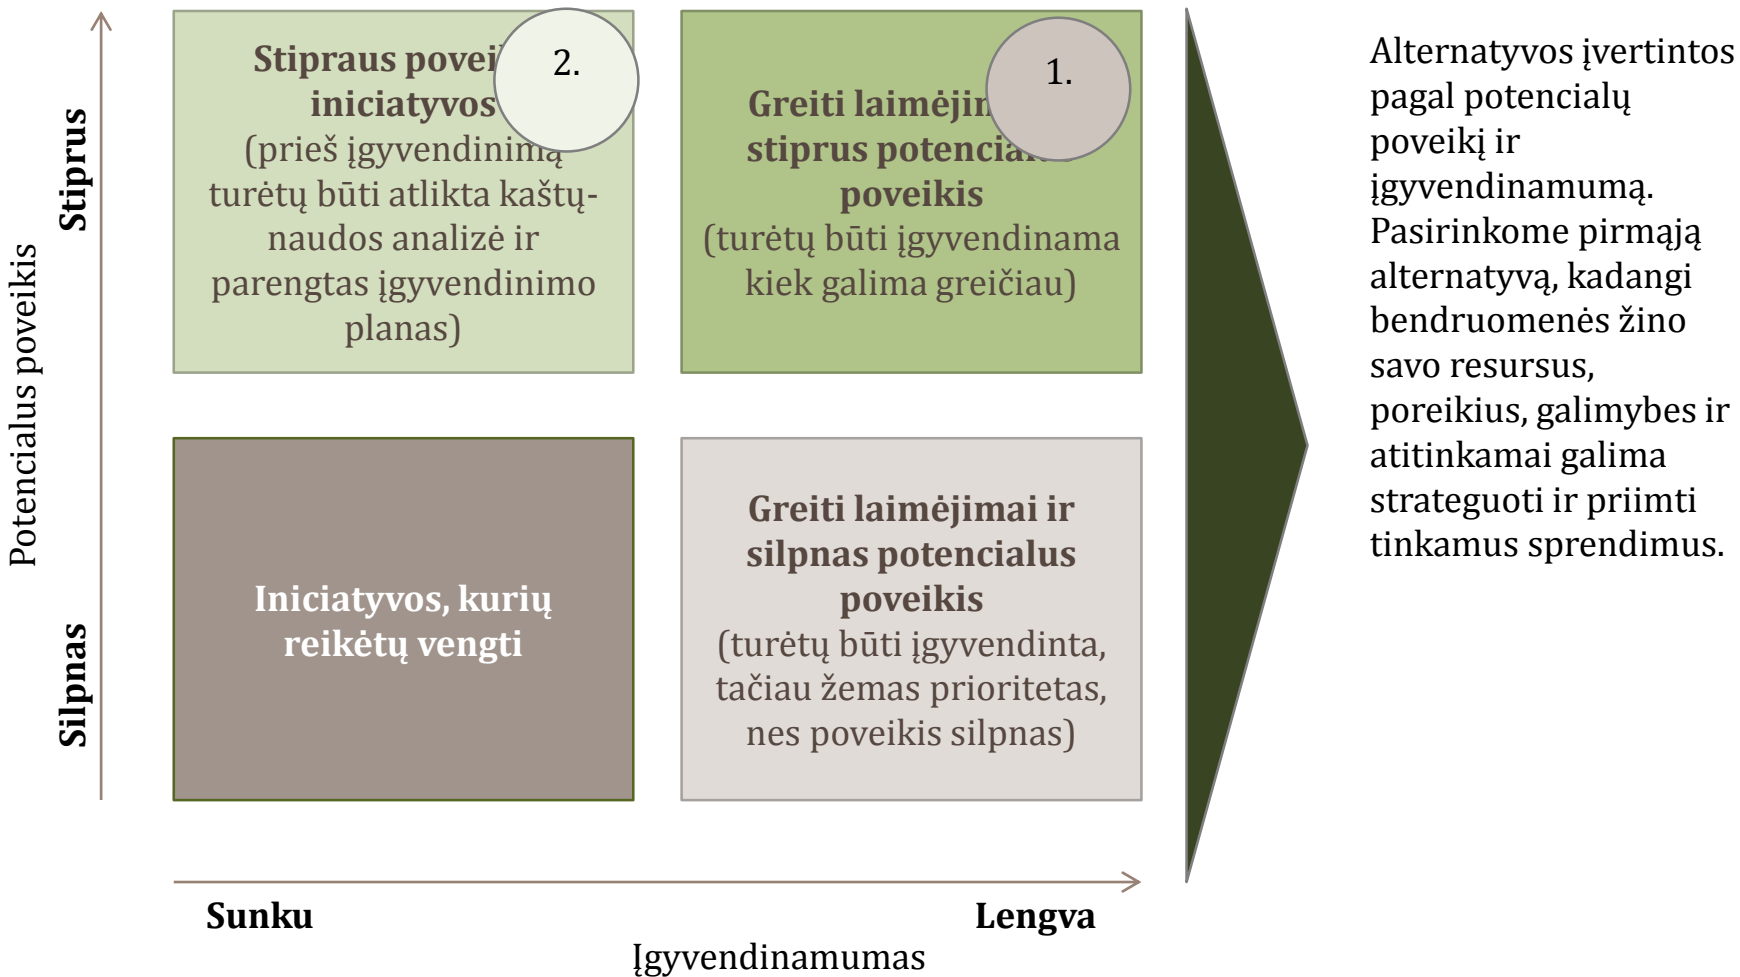 Potencialus poveikis
Stiprus
Silpnas
Stipraus
iniciatyvos
(prieš įgyvendinimą
turėtų būti atlikta kaštų-
naudos analizė ir
parengtas įgyvendinimo
planas)
2.
Greiti
stiprus
poveikis
(turėtų būti įgyvendinama
kiek galima greičiau)
1.
Iniciatyvos, kurių
reikėtų vengti
Greiti laimėjimai ir
silpnas potencialus
poveikis
(turėtų būti įgyvendinta,
tačiau žemas prioritetas,
nes poveikis silpnas)
Sunku
Lengva
Įgyvendinamumas
Alternatyvos įvertintos
pagal potencialų
poveikį ir
įgyvendinamumą.
Pasirinkome pirmąją
alternatyvą, kadangi
bendruomenės žino
savo resursus,
poreikius, galimybes ir
atitinkamai galima
strateguoti ir priimti
tinkamus sprendimus.